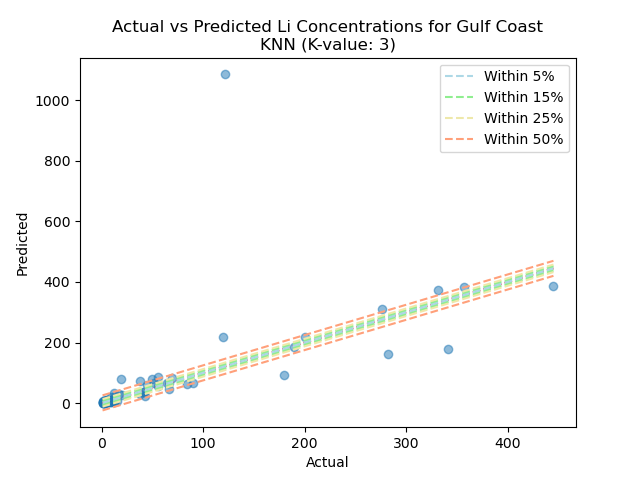 Actual vs Predicted Li Concentrations for Gulf Coast
KNN (K-value: 3)
Within 5%
Within 15%
Within 25%
Within 50%
Predicted
1000
800
600
400
200
0
0 100 200 300 400
Actual